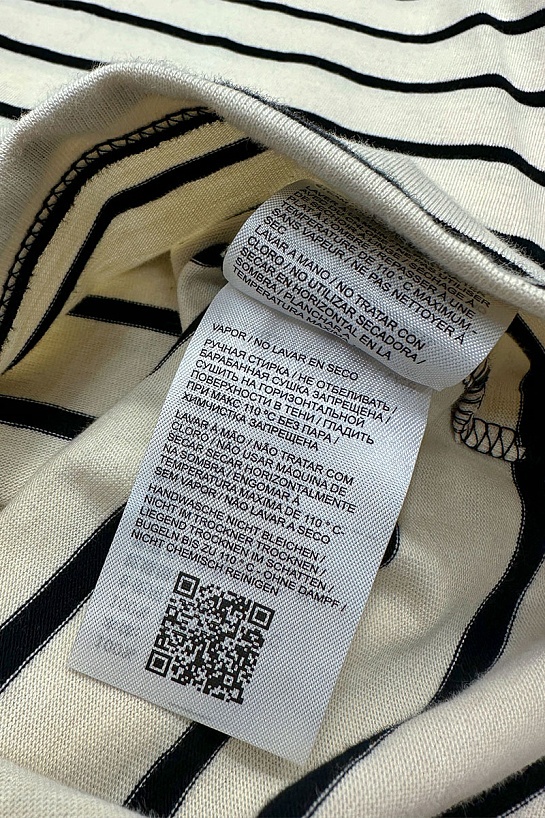 SANS VAPEUR / NE PAS NETTOYER À
SEC
LAVAR A MANO / NO TRATAR CON
CLORO / NO UTILIZAR SECADORA /
SECAR EN HORIZONTAL EN LA
SOMBRA / PLANCHAR A
VAPOR / NO LAVAR EN SECO
РУЧНАЯ СТИРКА / НЕ ОТБЕЛИВАТЬ /
БАРАБАННАЯ СУШКА ЗАПРЕЩЕНА /
СУШИТЬ НА ГОРИЗОНТАЛЬНОЙ
ПОВЕРХНОСТИ В ТЕНИ / ГЛАДИТЬ
ПРИ МАКС 110 °C БЕЗ ПАРА /
ХИМЧИСТКА ЗАПРЕЩЕНА
LAVAR A MÃO / NÃO TRATAR COM
CLORO / NÃO USAR MÁQUINA DE
SECAR SECAR HORIZONTALMENTE
NA SOMBRA / ENGOMAR À
TEMPERATURA MAXIMA DE 110 ° C-
SEM VAPOR / NÃO LAVAR A SECO
HANDWÄSCHE NICHT BLEICHEN /
NICHT IM TROCKNER TROCKNEN /
LIEGEND TROCKNEN IM SCHATTEN /
BÜGELN BIS ZU 110 ° C, OHNE DAMPF /
NICHT CHEMISCH REINIGEN